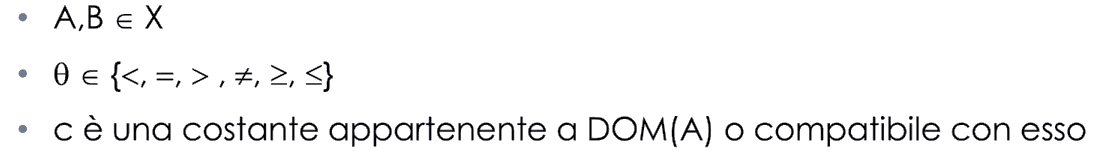 • A,B ∈ X
• θ ∈ {<, =, > , ≠, ≥, ≤}
• c è una costante appartenente a DOM(A) o compatibile con esso